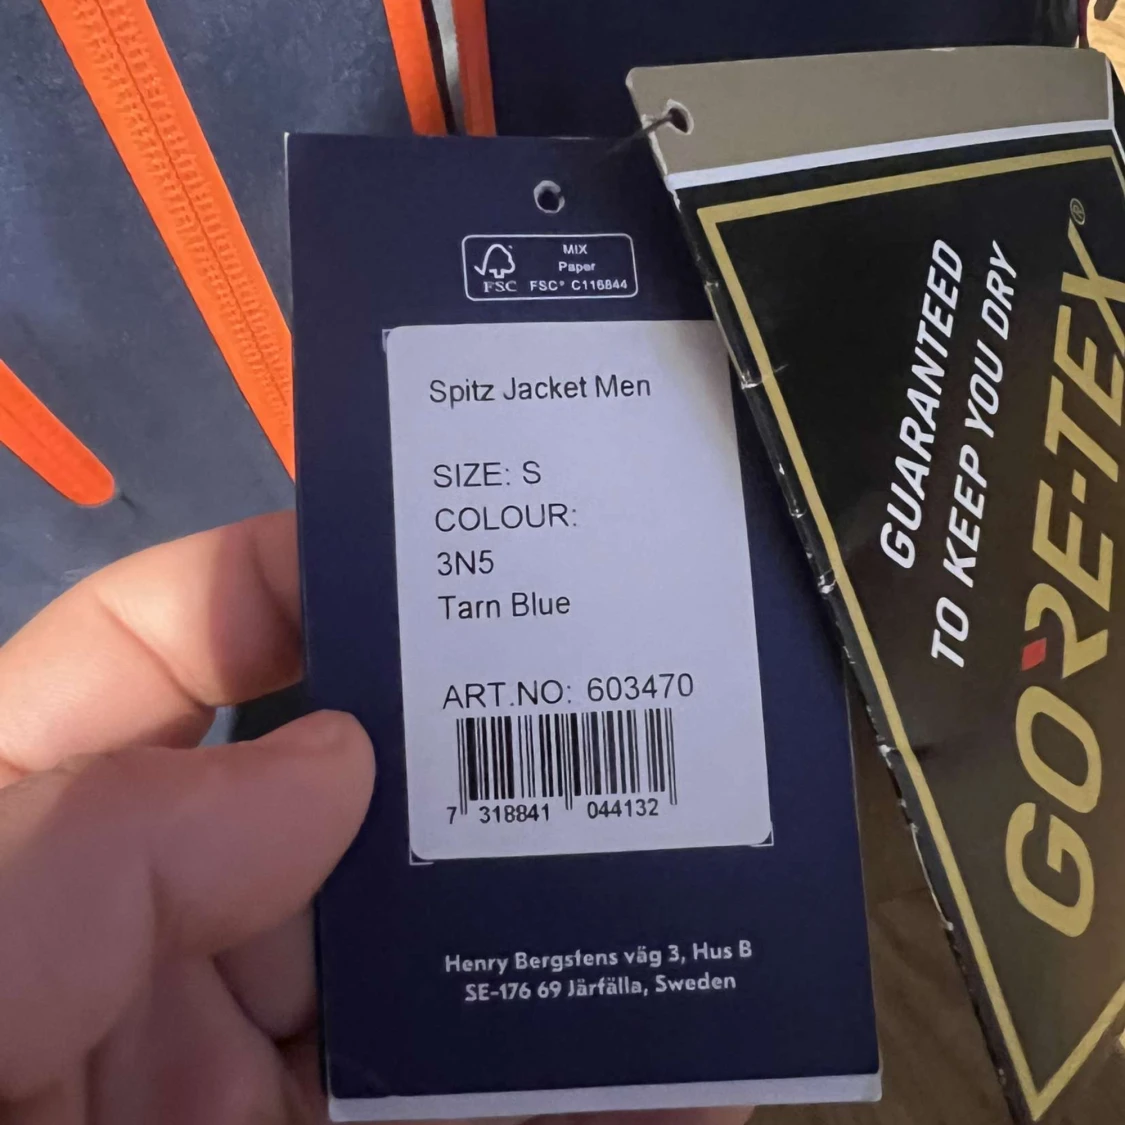 MIX
Paper
FSC
FSC® C116844
Spitz Jacket Men
SIZE: S
COLOUR:
3N5
Tarn Blue
ART.NO: 603470
7 318841 044132
Henry Bergstens väg 3, Hus B
SE-176 69 Järfälla, Sweden
GUARANTEED
TO KEEP YOU DRY
GORE-TEX®